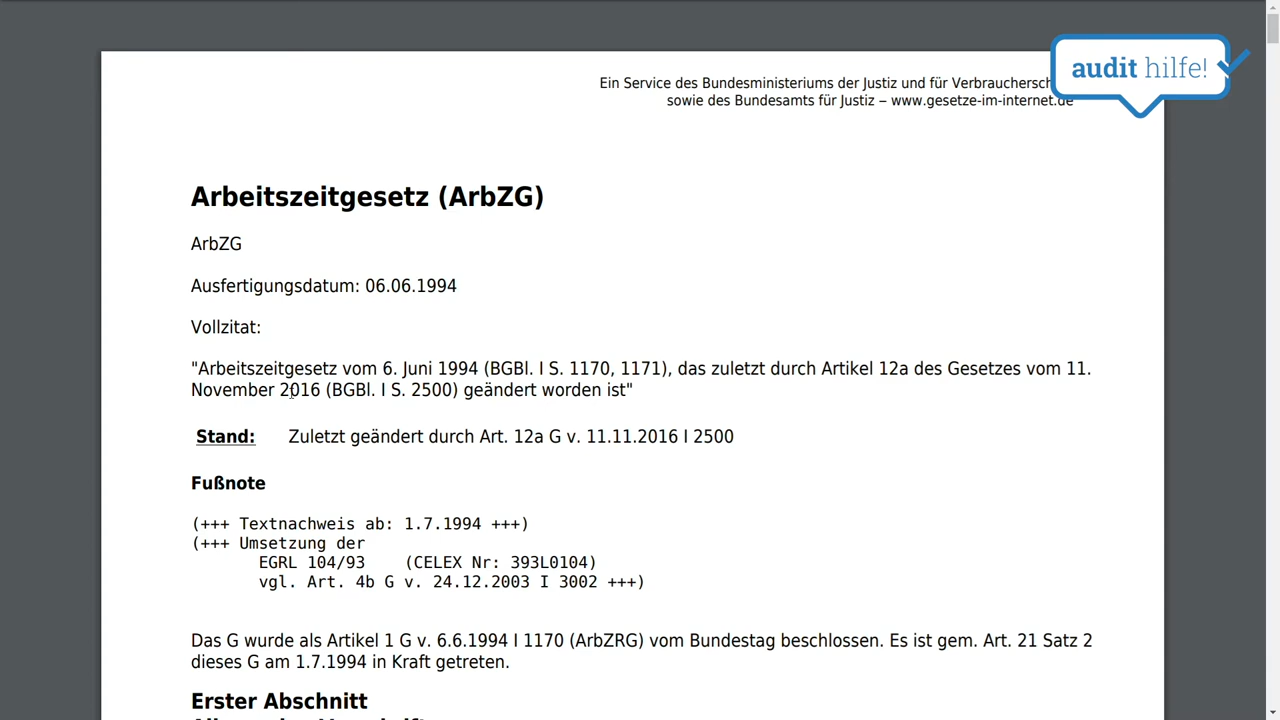 audit hilfe!
Ein Service des Bundesministeriums der Justiz und für
sowie des Bundesamts für Justiz – www.gesetze-im-internet.de
Arbeitszeitgesetz (ArbZG)
ArbZG
Ausfertigungsdatum: 06.06.1994
Vollzitat:
"Arbeitszeitgesetz vom 6. Juni 1994 (BGBl. I S. 1170, 1171), das zuletzt durch Artikel 12a des Gesetzes vom 11.
November 2016 (BGBl. I S. 2500) geändert worden ist"
Stand: Zuletzt geändert durch Art. 12a G v. 11.11.2016 I 2500
Fußnote
(+++ Textnachweis ab: 1.7.1994 +++)
(+++ Umsetzung der
EGRL 104/93 (CELEX Nr: 393L0104)
vgl. Art. 4b G v. 24.12.2003 I 3002 +++)
Das G wurde als Artikel 1 G v. 6.6.1994 I 1170 (ArbZRG) vom Bundestag beschlossen. Es ist gem. Art. 21 Satz 2
dieses G am 1.7.1994 in Kraft getreten.
Erster Abschnitt